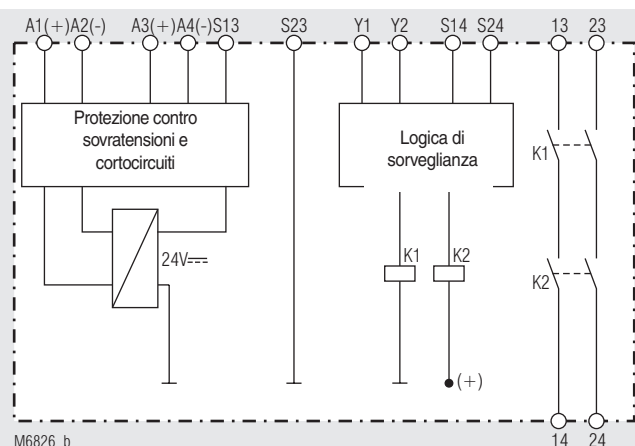 A1(+) A2(-) A3(+) A4(-) S13 S23 Y1 Y2 S14 S24 13 23
Protezione contro
sovratensioni e
cortocircuiti
Logica di
sorveglianza
K1
24V
K1 K2
K2
(+)
M6826_b
14 24